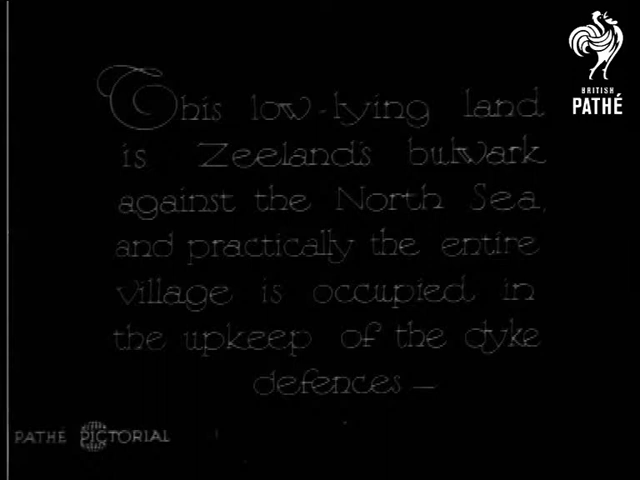 BRITISH
PATHÉ
This low-lying land
is Zeeland's bulwark
against the North Sea,
and practically the entire
village is occupied in
the upkeep of the dyke
defences —
PATHÉ PICTORIAL